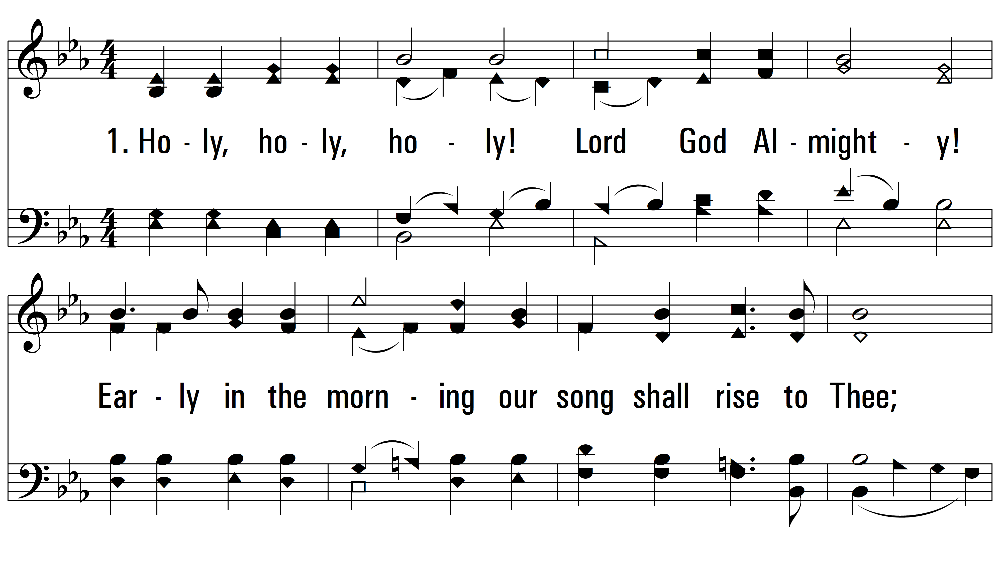 1. Ho - ly, ho - ly, ho - ly! Lord God Al - might - y!
Ear - ly in the morn - ing our song shall rise to Thee;